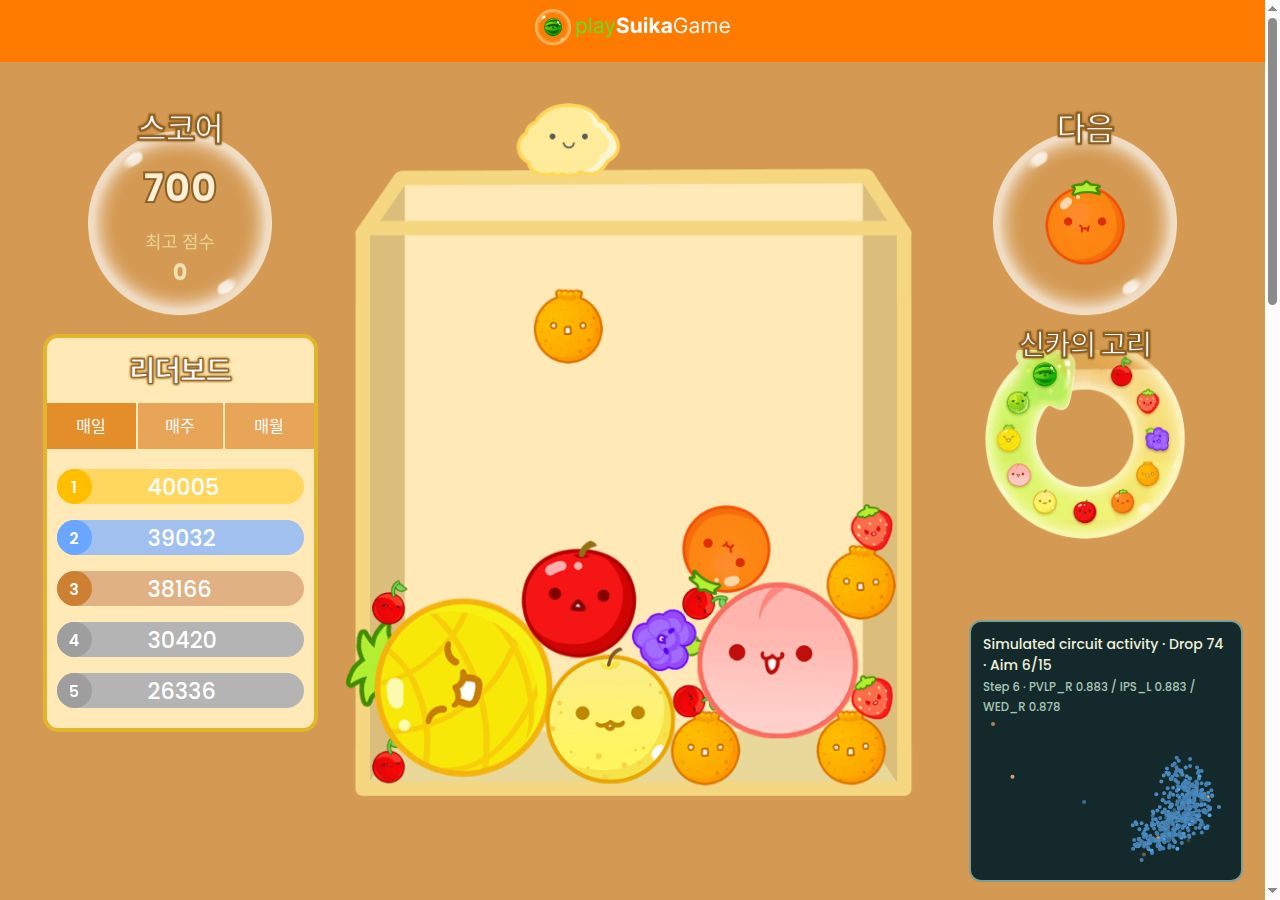 playSuikaGame
스코어
700
최고 점수
0
리더보드
매일
매주
매월
1 40005
2 39032
3 38166
4 30420
5 26336
다음
신카의 고리
Simulated circuit activity · Drop 74
· Aim 6/15
Step 6 · PVLP_R 0.883 / IPS_L 0.883 /
WED_R 0.878